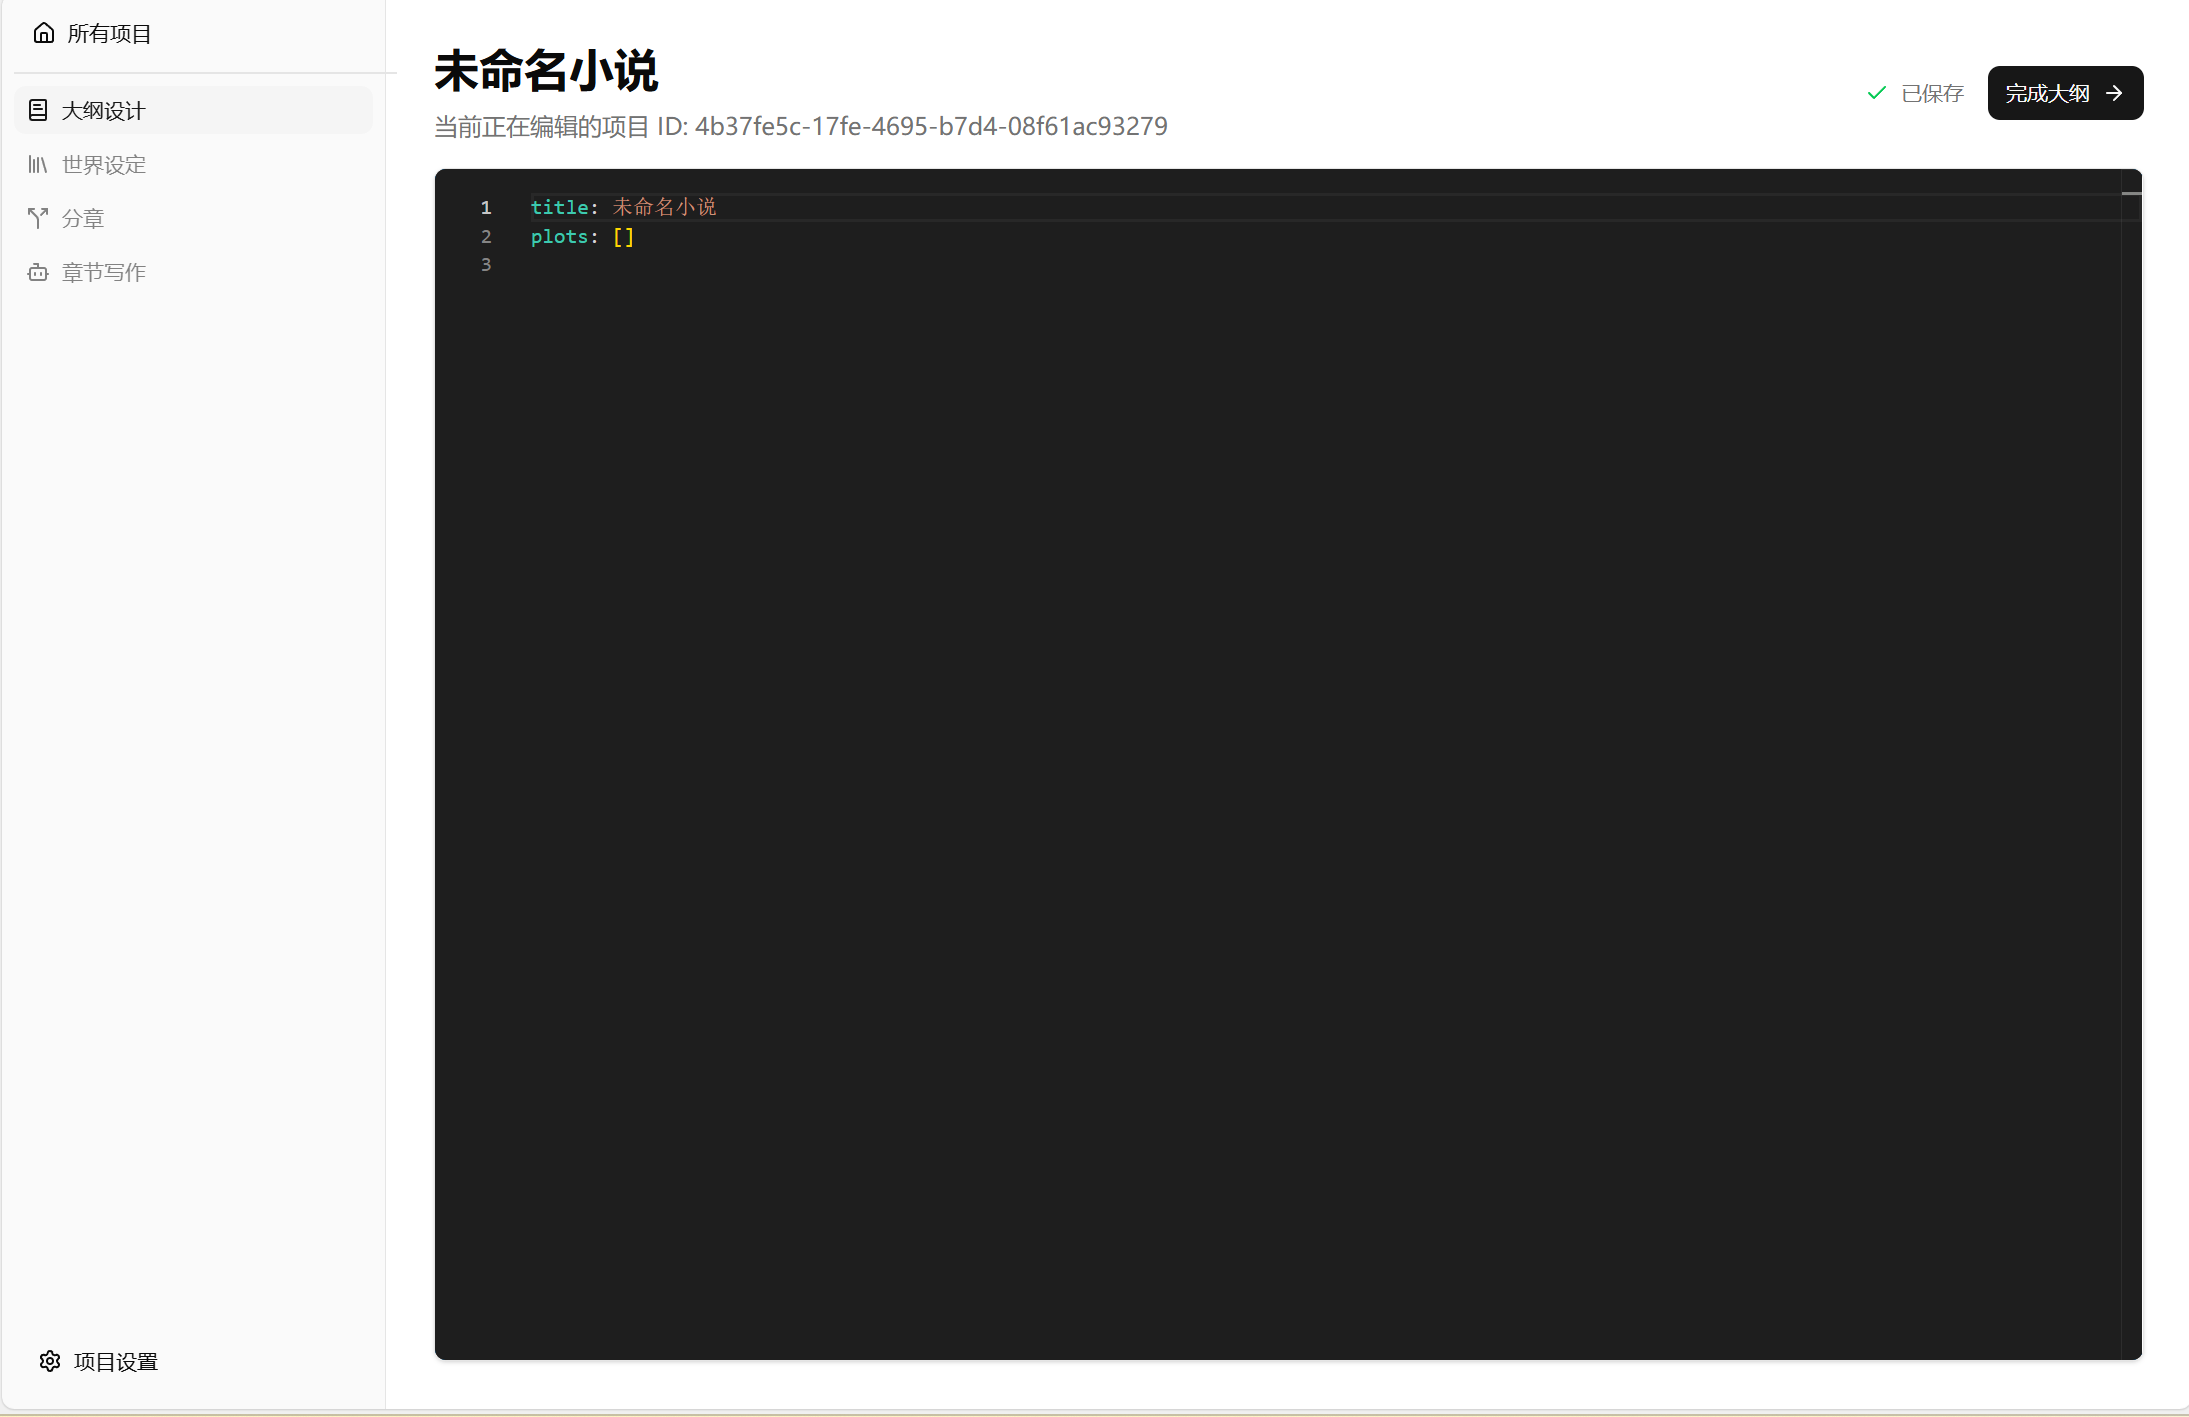 所有项目
大纲设计
世界设定
分章
章节写作
项目设置
未命名小说
当前正在编辑的项目 ID: 4b37fe5c-17fe-4695-b7d4-08f61ac93279
已保存
完成大纲
1 title: 未命名小说
2 plots: []
3